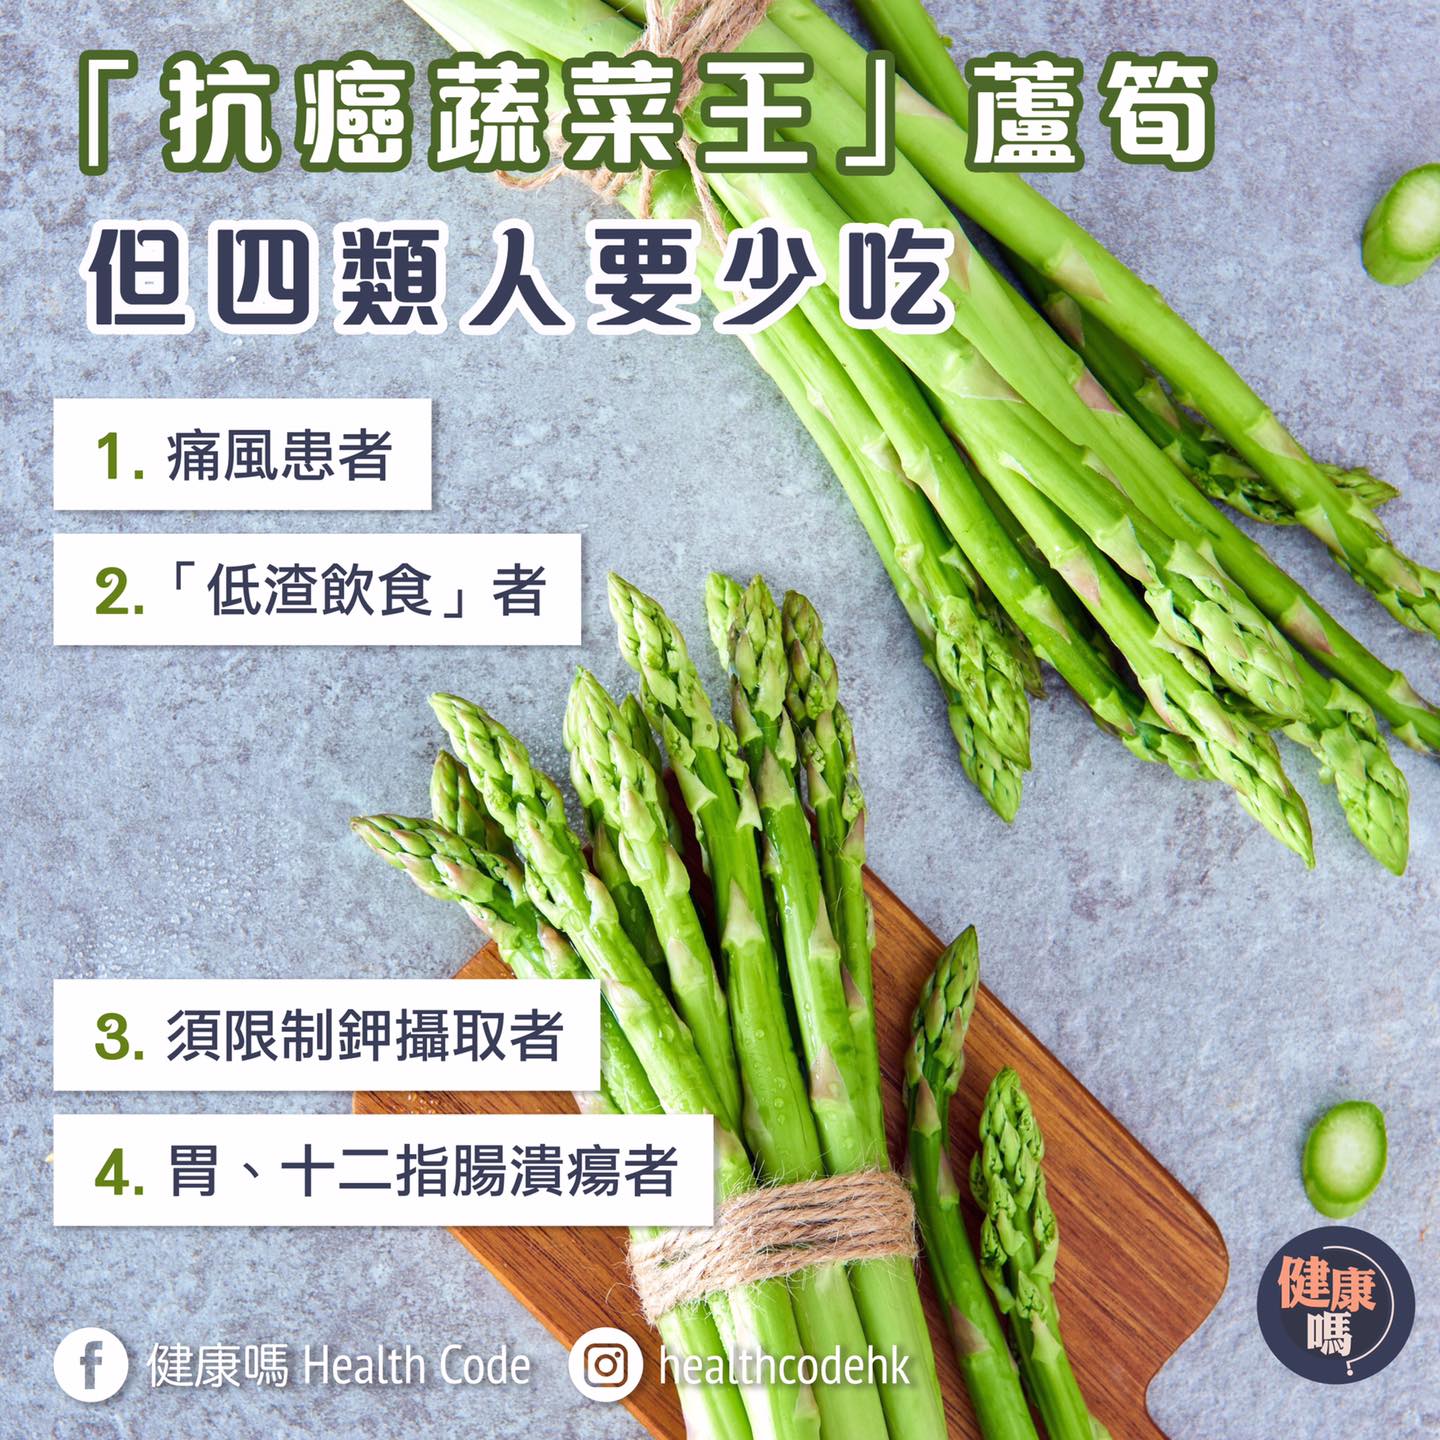 「抗癌蔬菜王」蘆筍
但四類人要少吃
1. 痛風患者
2.「低渣飲食」者
3. 須限制鉀攝取者
4. 胃、十二指腸潰瘍者
健康嗎 Health Code
healthcodehk
健康
嗎?